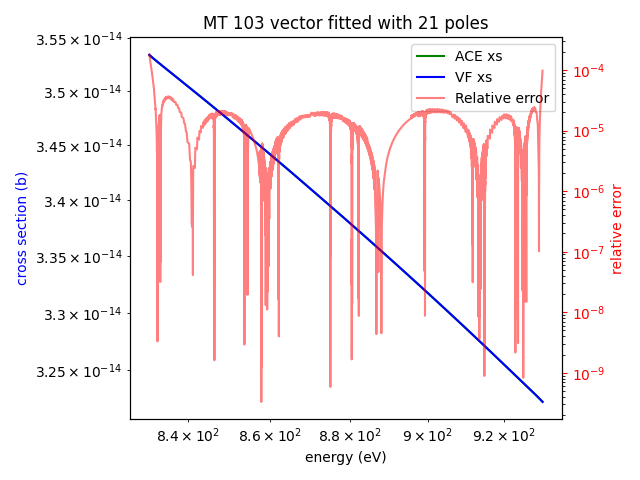 MT 103 vector fitted with 21 poles
ACE xs
VF xs
Relative error
3.55 × 10⁻¹⁴
3.5 × 10⁻¹⁴
3.45 × 10⁻¹⁴
3.4 × 10⁻¹⁴
3.35 × 10⁻¹⁴
3.3 × 10⁻¹⁴
3.25 × 10⁻¹⁴
cross section (b)
10⁻⁴
10⁻⁵
10⁻⁶
10⁻⁷
10⁻⁸
10⁻⁹
relative error
8.4 × 10² 8.6 × 10² 8.8 × 10² 9 × 10² 9.2 × 10²
energy (eV)